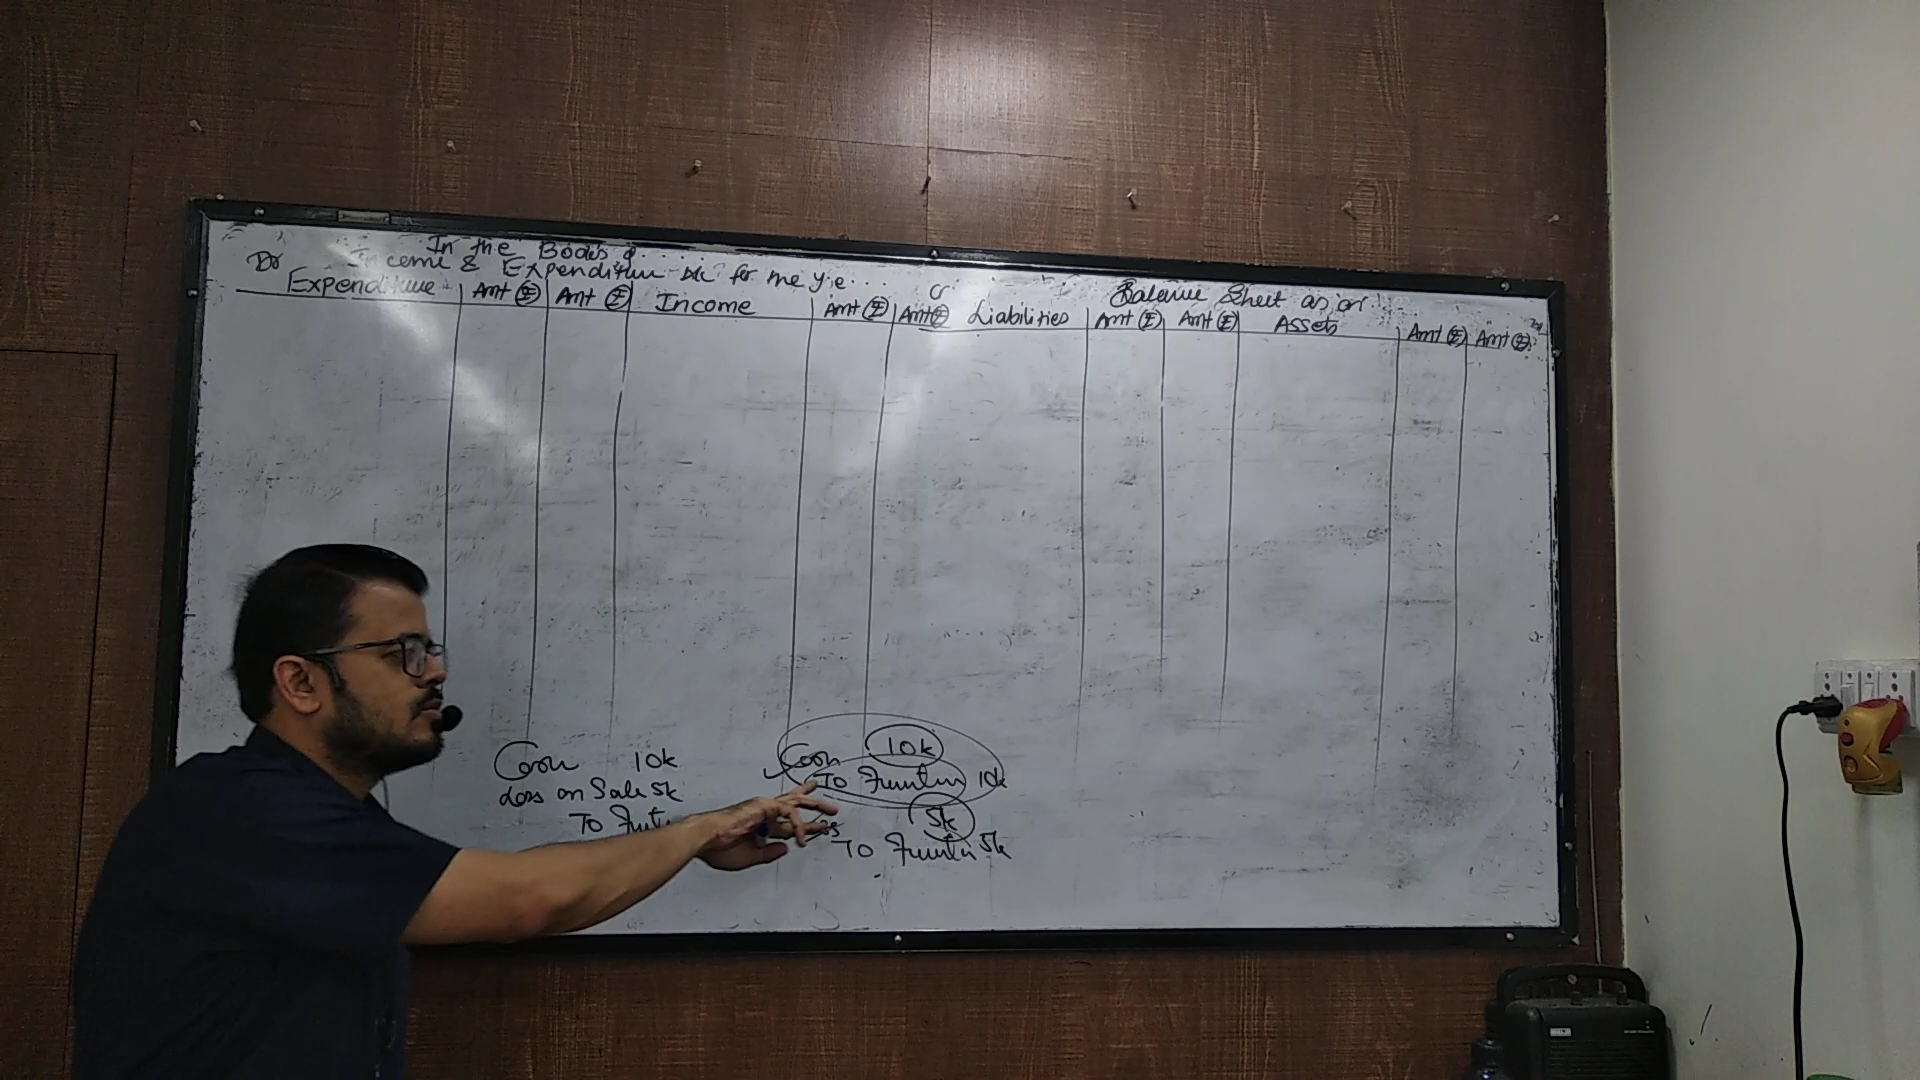 In the Books of.....
Dr Income & Expenditure A/c for the y.e... Cr
Expenditure Amt (₹) Amt (₹) Income Amt (₹) Amt (₹)
Balance Sheet as on
Liabilities Amt (₹) Amt (₹) Assets Amt (₹) Amt (₹)
Cash 10k
Loss on Sale 5k
To
Cash 10k
To Furniture 10k
5k
To Furniture 5k